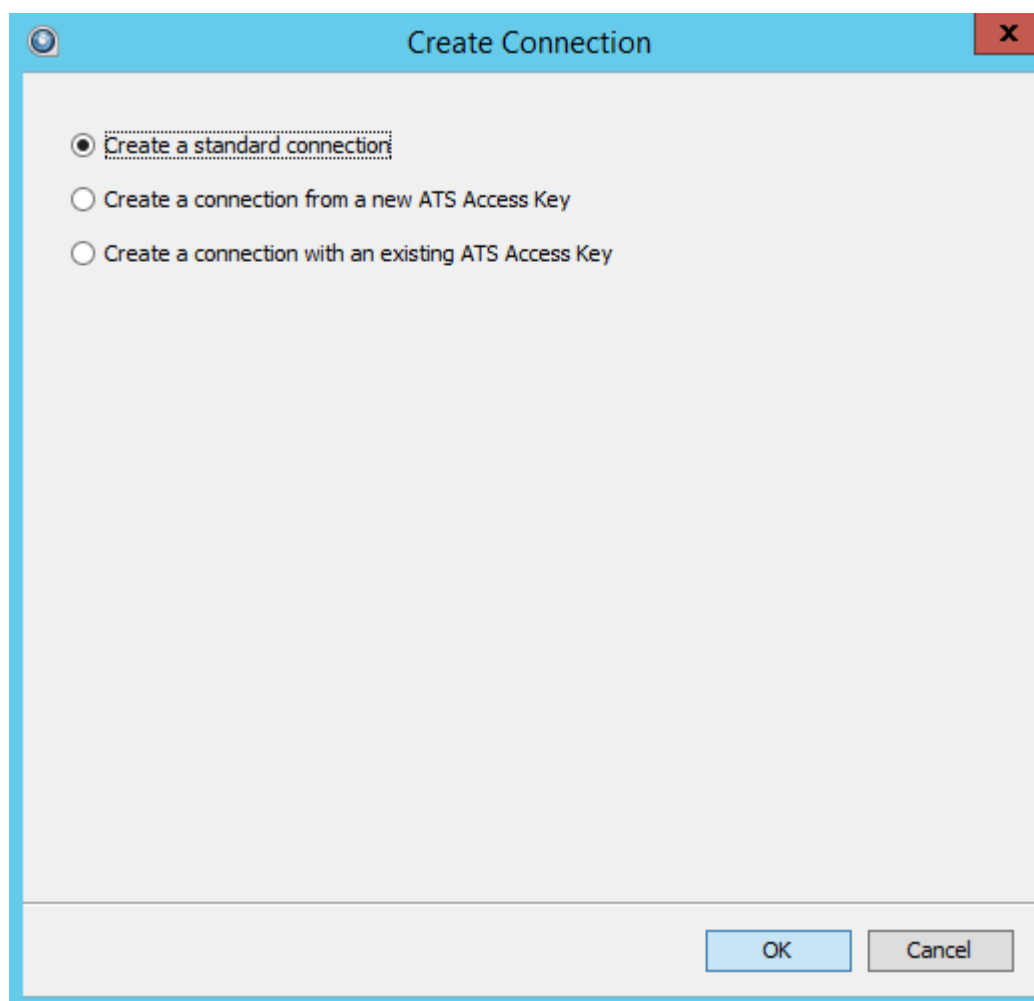 Create Connection
x
Create a standard connection
Create a connection from a new ATS Access Key
Create a connection with an existing ATS Access Key
OK Cancel